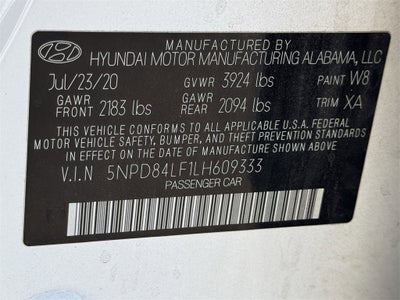 MANUFACTURED BY
HYUNDAI MOTOR MANUFACTURING ALABAMA, LLC
Jul/23/20 GVWR 3924 lbs PAINT W8
GAWR FRONT 2183 lbs GAWR REAR 2094 lbs TRIM XA
THIS VEHICLE CONFORMS TO ALL APPLICABLE U.S.A. FEDERAL
MOTOR VEHICLE SAFETY, BUMPER, AND THEFT PREVENTION STANDARDS
IN EFFECT ON THE DATE OF MANUFACTURE SHOWN ABOVE.
V.I.N 5NPD84LF1LH609333
PASSENGER CAR